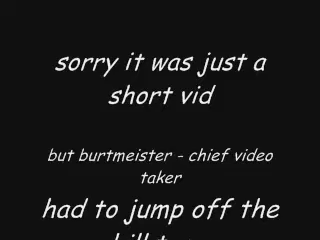 sorry it was just a
short vid
but burtmeister - chief video
taker
had to jump off the